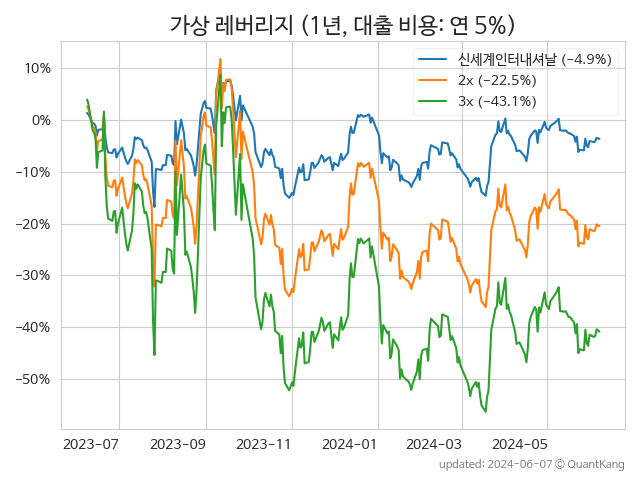 가상 레버리지 (1년, 대출 비용: 연 5%)
신세계인터내셔날 (−4.9%)
2x (−22.5%)
3x (−43.1%)
10%
0%
−10%
−20%
−30%
−40%
−50%
2023-07
2023-09
2023-11
2024-01
2024-03
2024-05
updated: 2024-06-07 © QuantKang